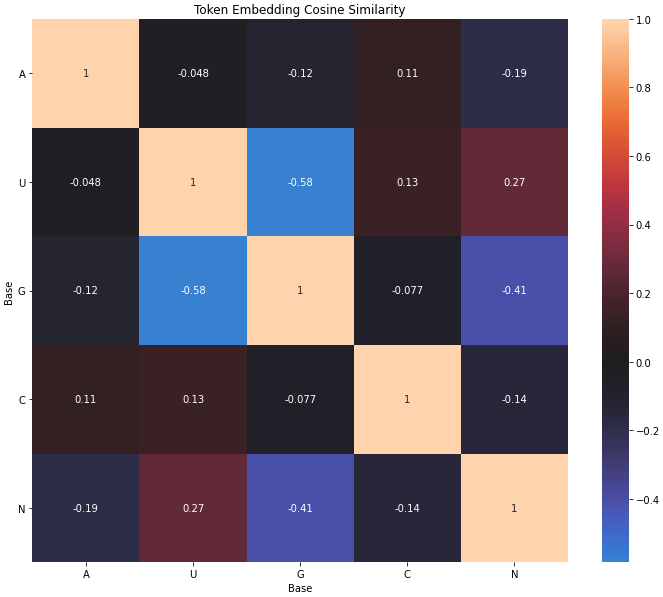 Token Embedding Cosine Similarity
A 1 -0.048 -0.12 0.11 -0.19
U -0.048 1 -0.58 0.13 0.27
G -0.12 -0.58 1 -0.077 -0.41
C 0.11 0.13 -0.077 1 -0.14
N -0.19 0.27 -0.41 -0.14 1
A U G C N
Base
Base
1.0
0.8
0.6
0.4
0.2
0.0
−0.2
−0.4